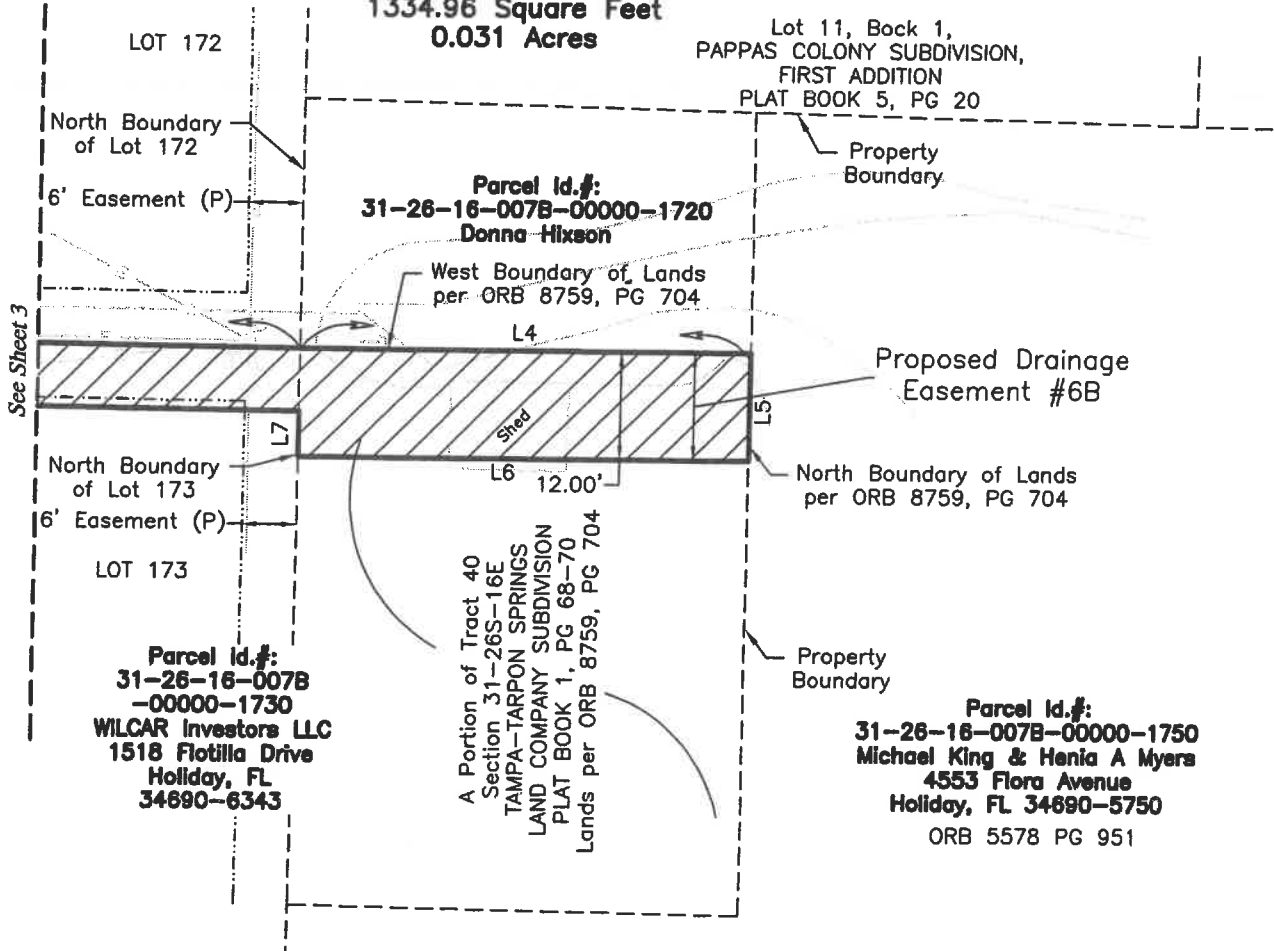 1334.96 Square Feet
0.031 Acres
LOT 172
Lot 11, Bock 1,
PAPPAS COLONY SUBDIVISION,
FIRST ADDITION
PLAT BOOK 5, PG 20
North Boundary
of Lot 172
Property
Boundary
6' Easement (P)
Parcel Id.#:
31-26-16-007B-00000-1720
Donna Hixson
West Boundary of Lands
per ORB 8759, PG 704
See Sheet 3
L4
Proposed Drainage
Easement #6B
L5
L7
Shed
L6
12.00'
North Boundary
of Lot 173
North Boundary of Lands
per ORB 8759, PG 704
6' Easement (P)
LOT 173
A Portion of Tract 40
Section 31-26S-16E
TAMPA-TARPON SPRINGS
LAND COMPANY SUBDIVISION
PLAT BOOK 1, PG 68-70
Lands per ORB 8759, PG 704
Parcel Id.#:
31-26-16-007B
-00000-1730
WILCAR Investors LLC
1518 Flotilla Drive
Holiday, FL
34690-6343
Property
Boundary
Parcel Id.#:
31-26-16-007B-00000-1750
Michael King & Henia A Myers
4553 Flora Avenue
Holiday, FL 34690-5750
ORB 5578 PG 951